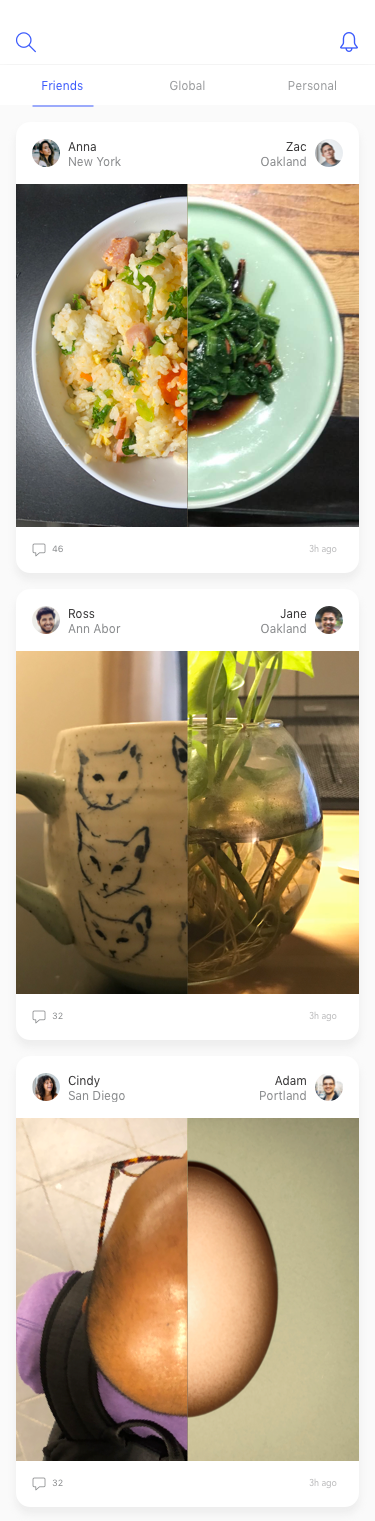 Friends Global Personal
Anna Zac
New York Oakland
46 3h ago
Ross Jane
Ann Abor Oakland
32 3h ago
Cindy Adam
San Diego Portland
32 3h ago